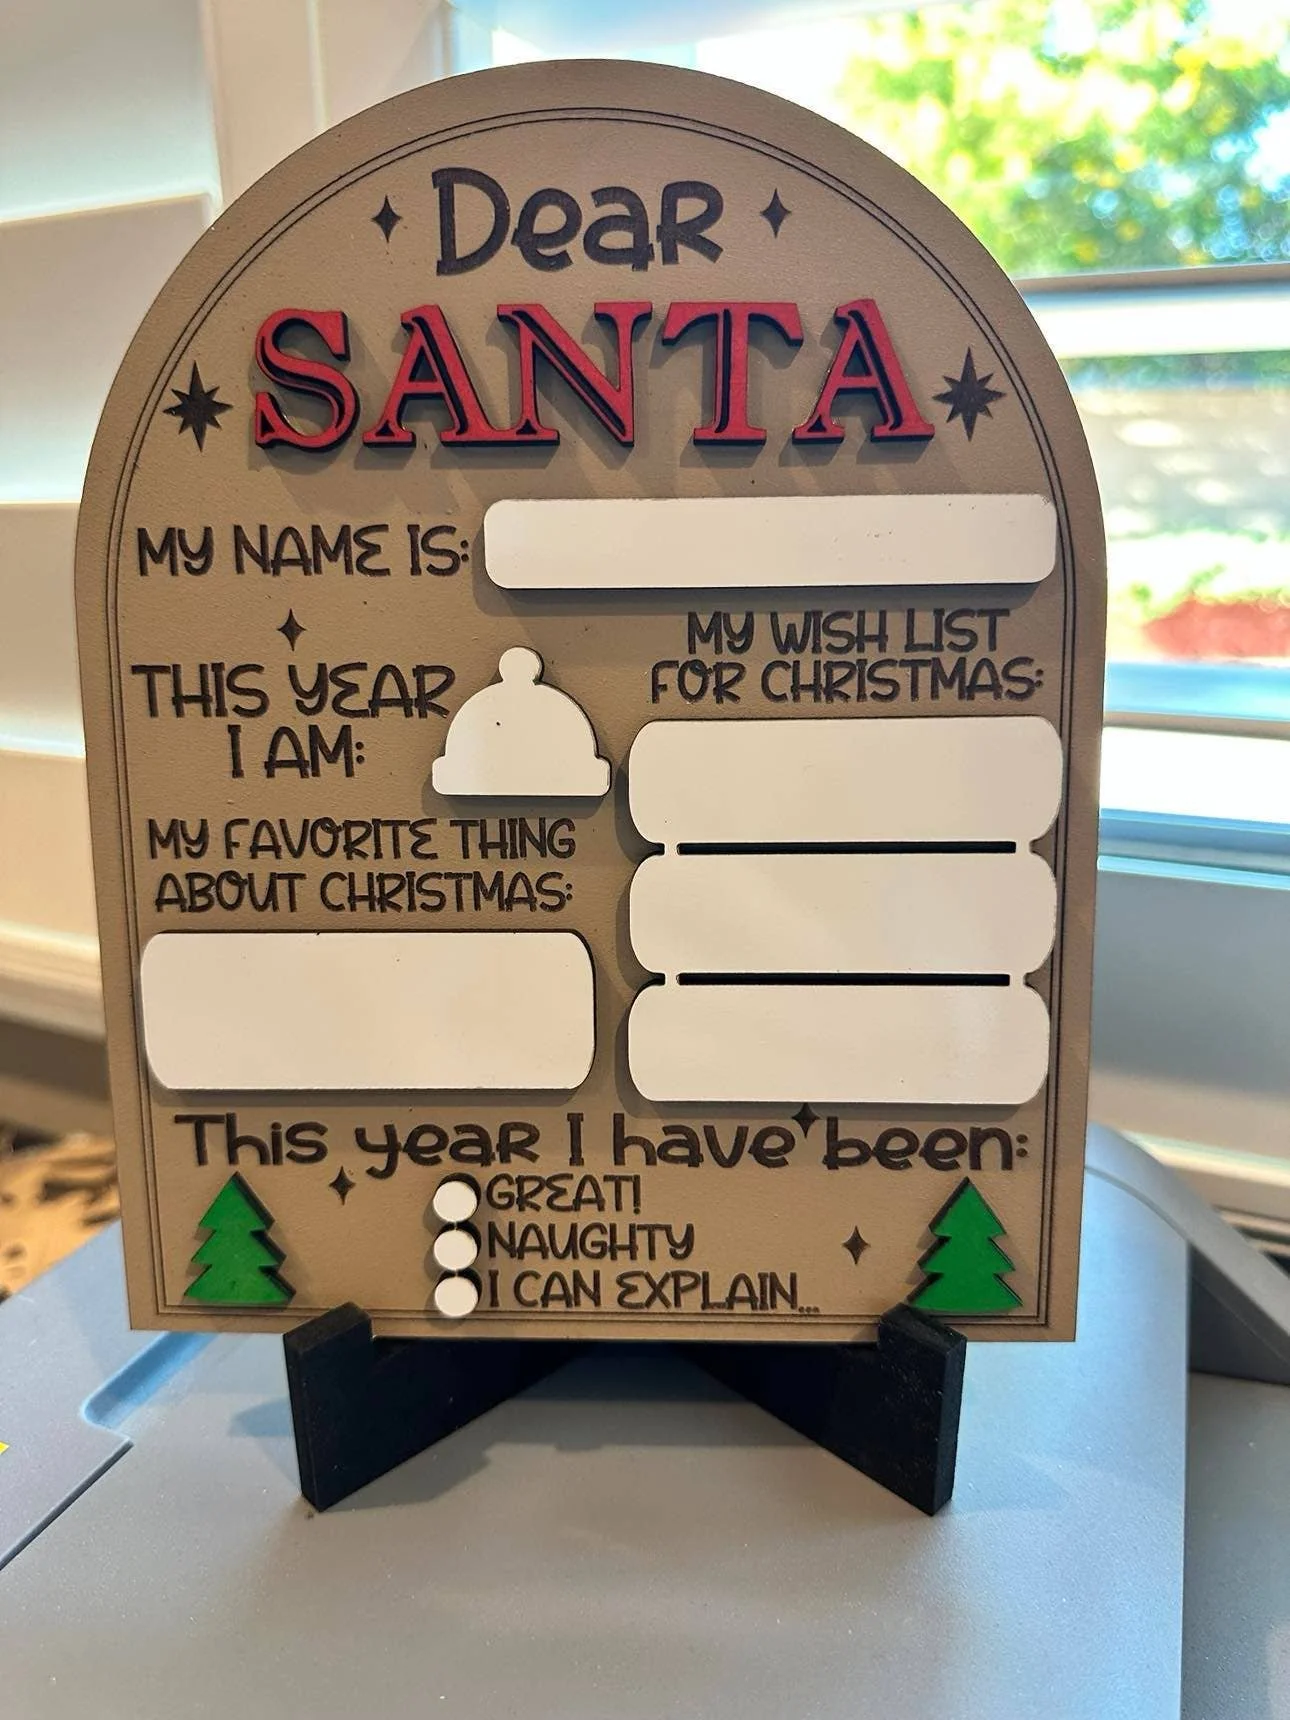 Dear
SANTA
MY NAME IS:
THIS YEAR
I AM:
MY WISH LIST
FOR CHRISTMAS:
MY FAVORITE THING
ABOUT CHRISTMAS:
This year I have been:
GREAT!
NAUGHTY
I CAN EXPLAIN...